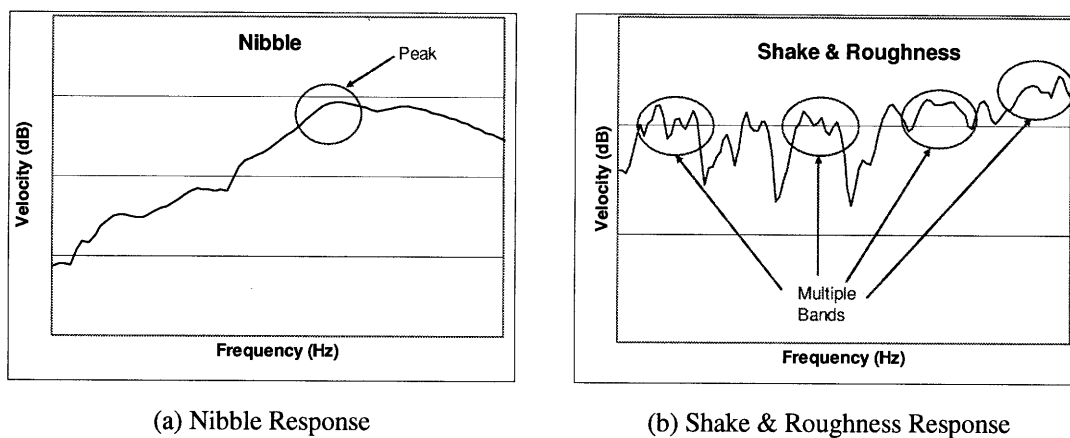 Nibble
Peak
Velocity (dB)
Frequency (Hz)
(a) Nibble Response
Shake & Roughness
Velocity (dB)
Multiple
Bands
Frequency (Hz)
(b) Shake & Roughness Response